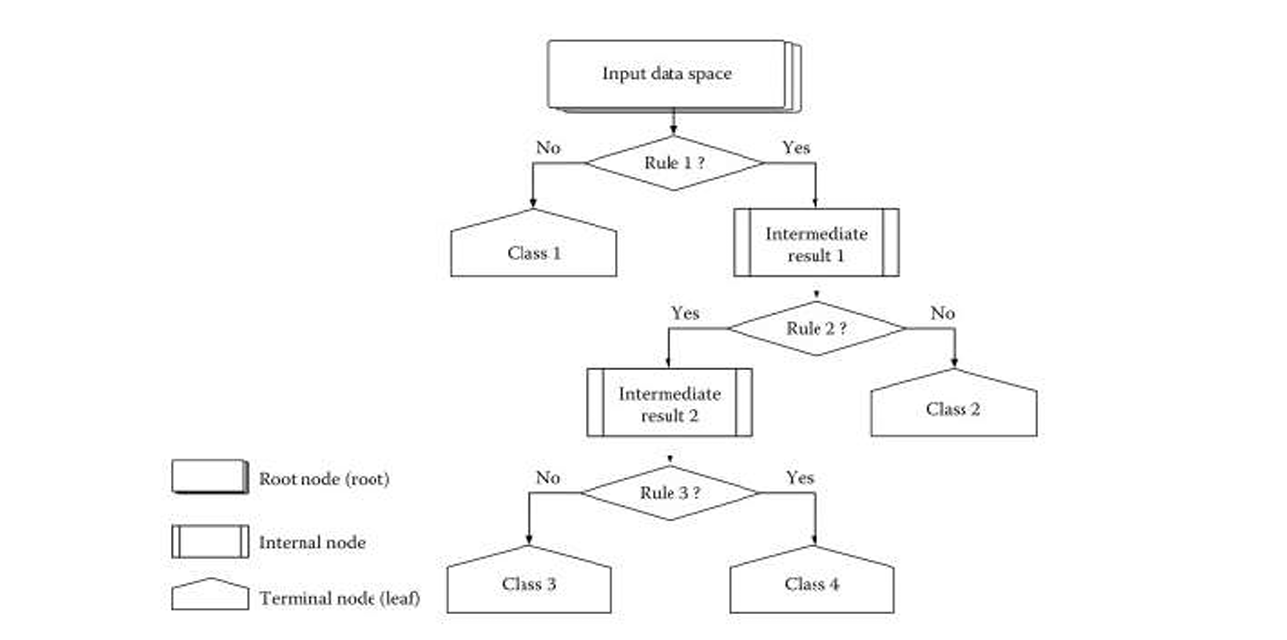 Input data space
No
Yes
Rule 1 ?
Class 1
Intermediate
result 1
Yes
No
Rule 2 ?
Intermediate
result 2
Class 2
No
Yes
Rule 3 ?
Class 3
Class 4
Root node (root)
Internal node
Terminal node (leaf)